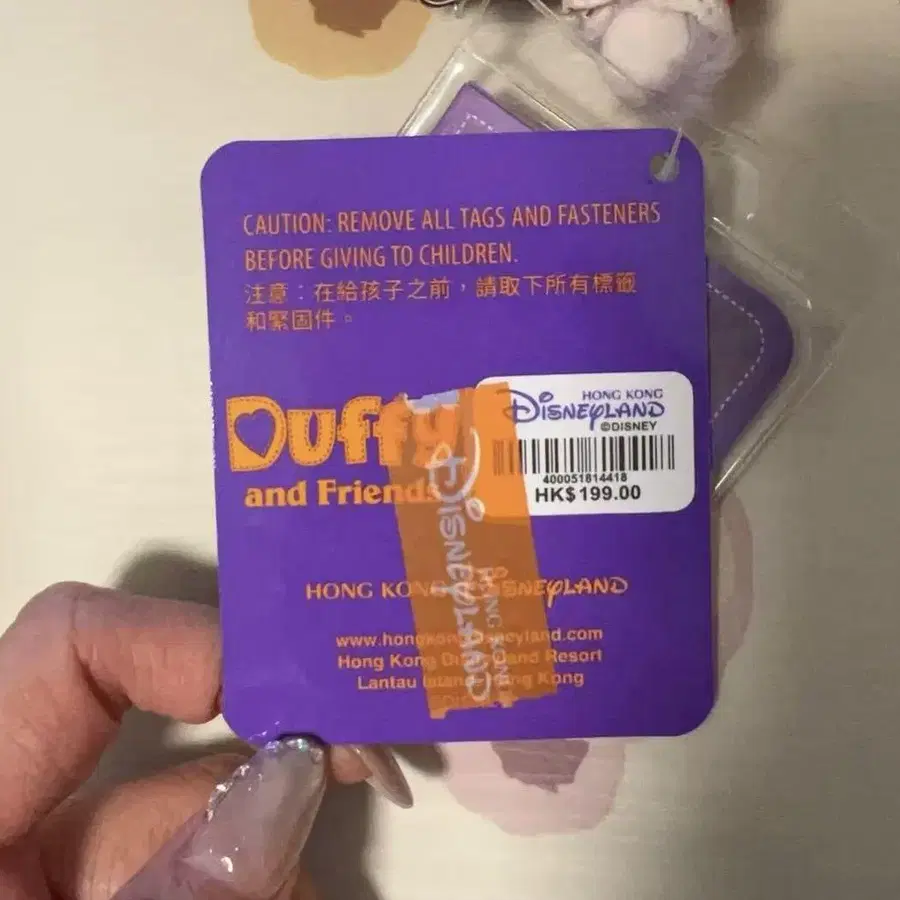 CAUTION: REMOVE ALL TAGS AND FASTENERS
BEFORE GIVING TO CHILDREN.
注意：在給孩子之前，請取下所有標籤
和緊固件。
Duffy
and Friends
HONG KONG
DISNEYLAND
©DISNEY
400051814418
HK$199.00
DISNEYLAND
HONG KONG
HONG KONG DISNEYLAND
www.hongkongdisneyland.com
Hong Kong Disneyland Resort
Lantau Island, Hong Kong